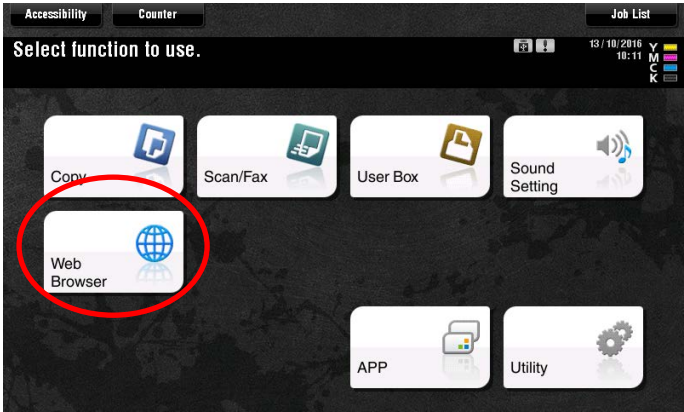 Accessibility
Counter
Job List
Select function to use.
13/10/2016
10:11
Y
M
C
K
Copy
Scan/Fax
User Box
Sound
Setting
Web
Browser
APP
Utility